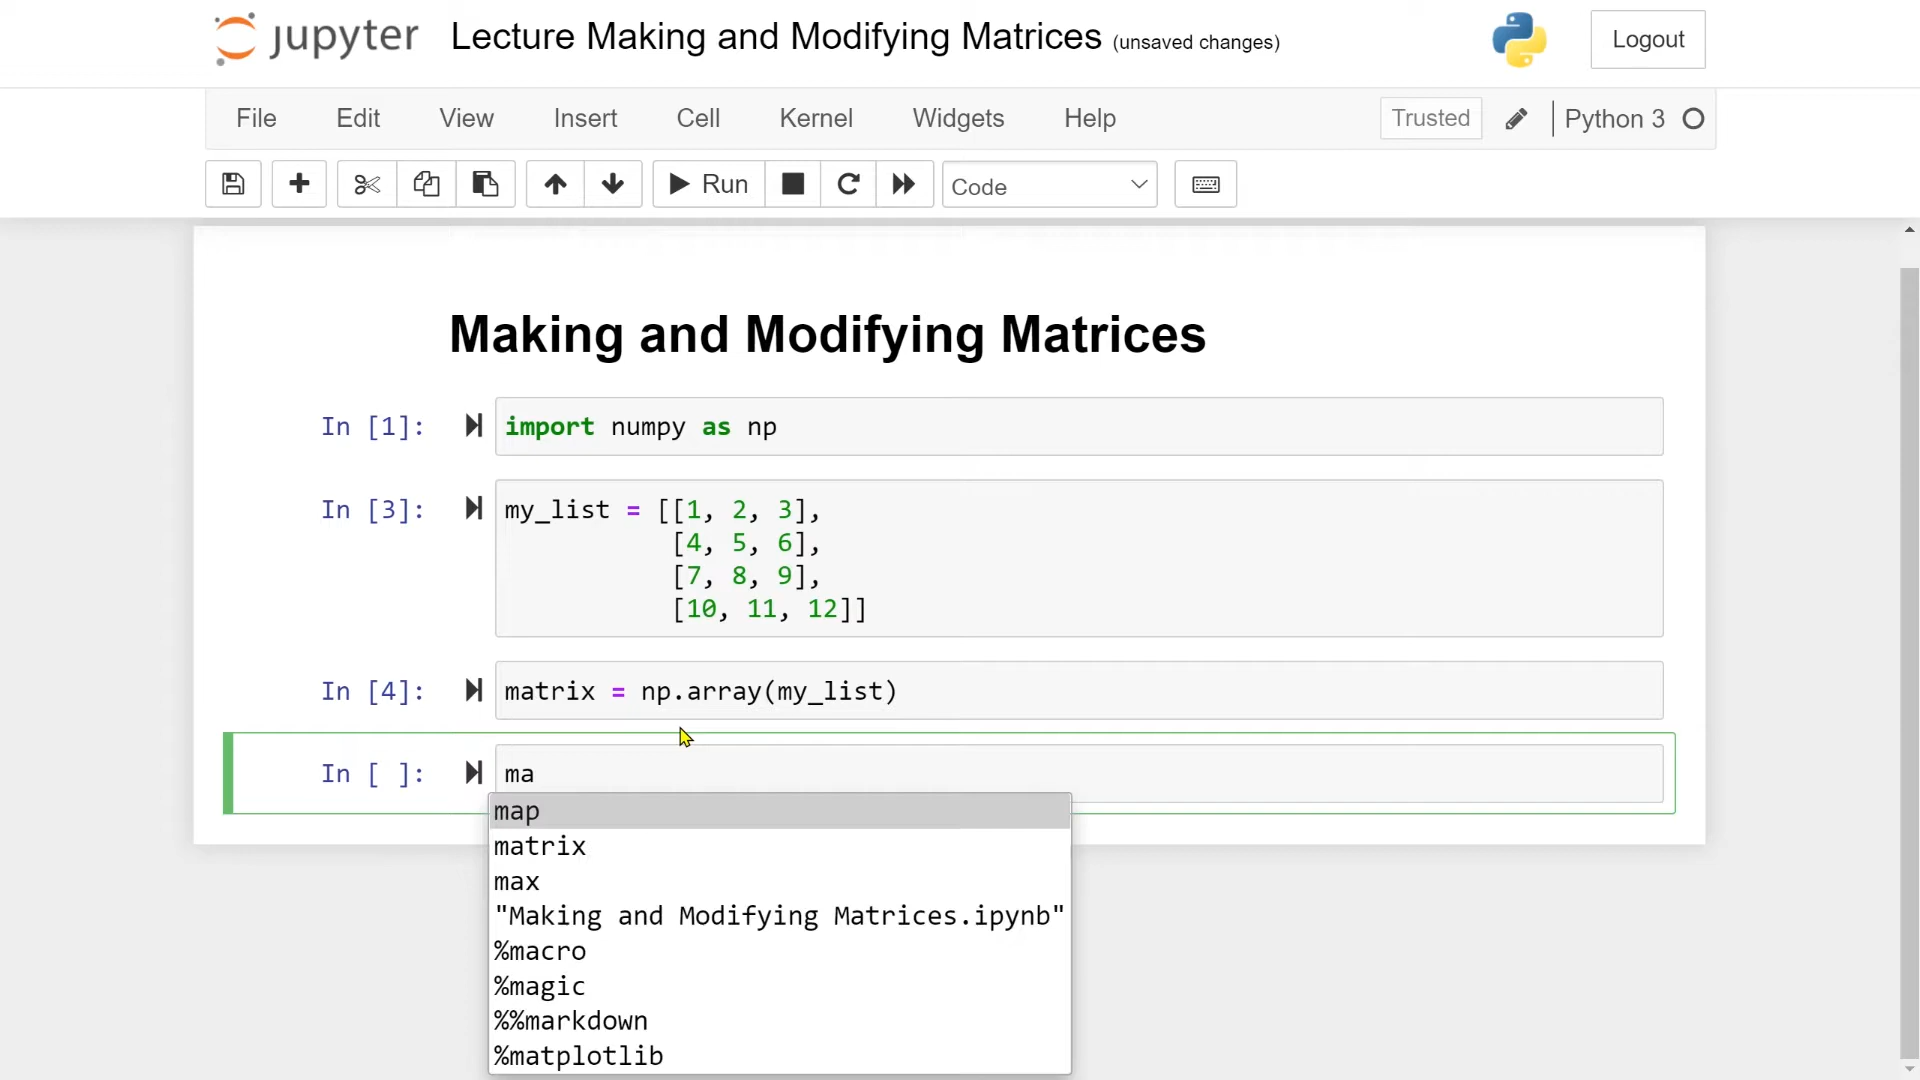 jupyter Lecture Making and Modifying Matrices (unsaved changes) Logout
File Edit View Insert Cell Kernel Widgets Help Trusted Python 3
Run Code
Making and Modifying Matrices
In [1]: import numpy as np
In [3]: my_list = [[1, 2, 3],
[4, 5, 6],
[7, 8, 9],
[10, 11, 12]]
In [4]: matrix = np.array(my_list)
In [ ]: ma
map
matrix
max
"Making and Modifying Matrices.ipynb"
%macro
%magic
%%markdown
%matplotlib